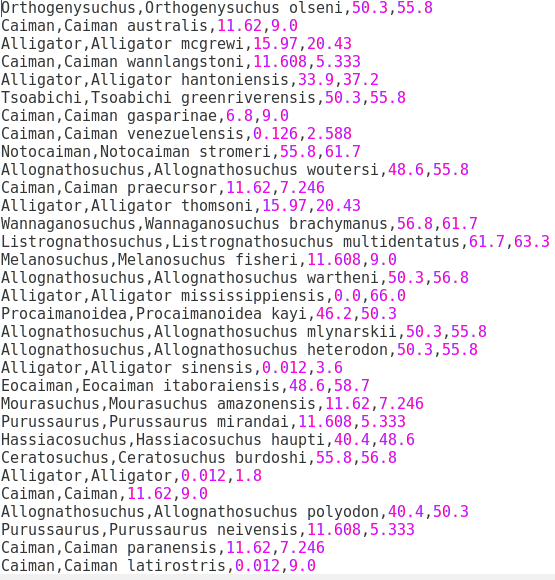 Orthogenysuchus,Orthogenysuchus olseni,50.3,55.8
Caiman,Caiman australis,11.62,9.0
Alligator,Alligator mcgrewi,15.97,20.43
Caiman,Caiman wannlangstoni,11.608,5.333
Alligator,Alligator hantoniensis,33.9,37.2
Tsoabichi,Tsoabichi greenriverensis,50.3,55.8
Caiman,Caiman gasparinae,6.8,9.0
Caiman,Caiman venezuelensis,0.126,2.588
Notocaiman,Notocaiman stromeri,55.8,61.7
Allognathosuchus,Allognathosuchus woutersi,48.6,55.8
Caiman,Caiman praecursor,11.62,7.246
Alligator,Alligator thomsoni,15.97,20.43
Wannaganosuchus,Wannaganosuchus brachymanus,56.8,61.7
Listrognathosuchus,Listrognathosuchus multidentatus,61.7,63.3
Melanosuchus,Melanosuchus fisheri,11.608,9.0
Allognathosuchus,Allognathosuchus wartheni,50.3,56.8
Alligator,Alligator mississippiensis,0.0,66.0
Procaimanoidea,Procaimanoidea kayi,46.2,50.3
Allognathosuchus,Allognathosuchus mlynarskii,50.3,55.8
Allognathosuchus,Allognathosuchus heterodon,50.3,55.8
Alligator,Alligator sinensis,0.012,3.6
Eocaiman,Eocaiman itaboraiensis,48.6,58.7
Mourasuchus,Mourasuchus amazonensis,11.62,7.246
Purussaurus,Purussaurus mirandai,11.608,5.333
Hassiacosuchus,Hassiacosuchus haupti,40.4,48.6
Ceratosuchus,Ceratosuchus burdoshi,55.8,56.8
Alligator,Alligator,0.012,1.8
Caiman,Caiman,11.62,9.0
Allognathosuchus,Allognathosuchus polyodon,40.4,50.3
Purussaurus,Purussaurus neivensis,11.608,5.333
Caiman,Caiman paranensis,11.62,7.246
Caiman,Caiman latirostris,0.012,9.0